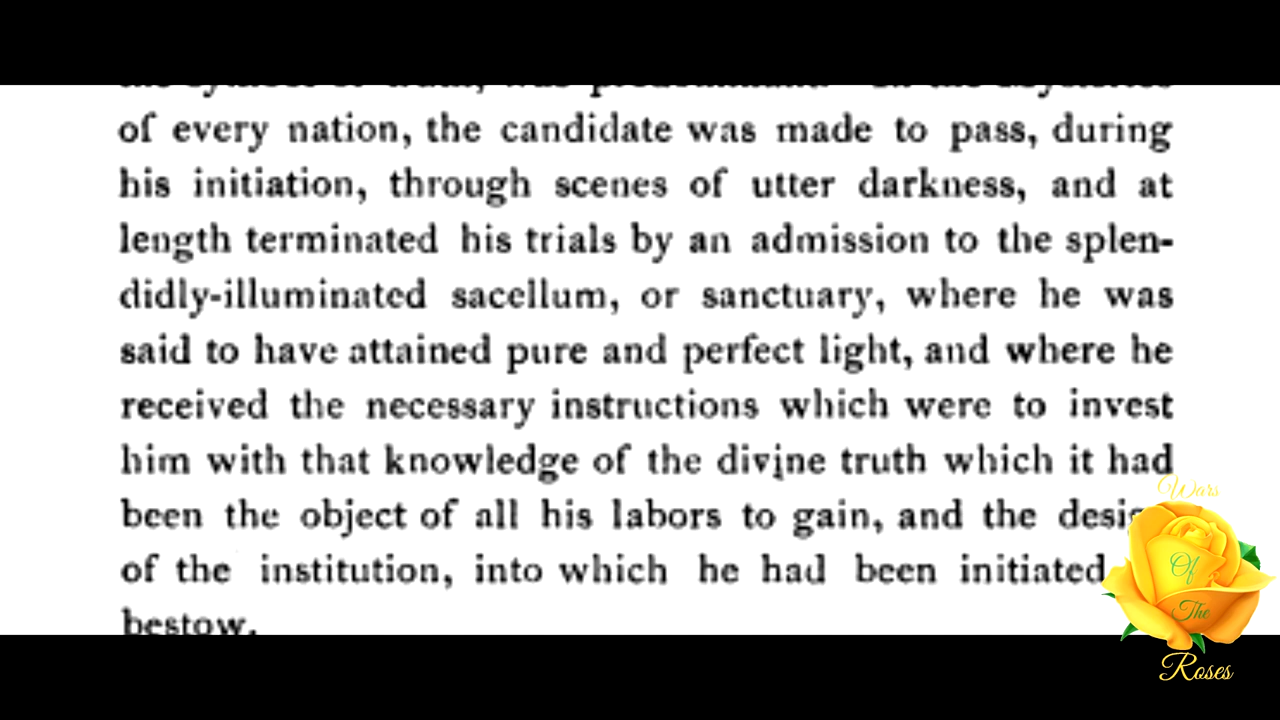 of every nation, the candidate was made to pass, during
his initiation, through scenes of utter darkness, and at
length terminated his trials by an admission to the splen-
didly-illuminated sacellum, or sanctuary, where he was
said to have attained pure and perfect light, and where he
received the necessary instructions which were to invest
him with that knowledge of the divine truth which it had
been the object of all his labors to gain, and the
of the institution, into which he had been initiated
bestow.
Wars
Of
The
Roses